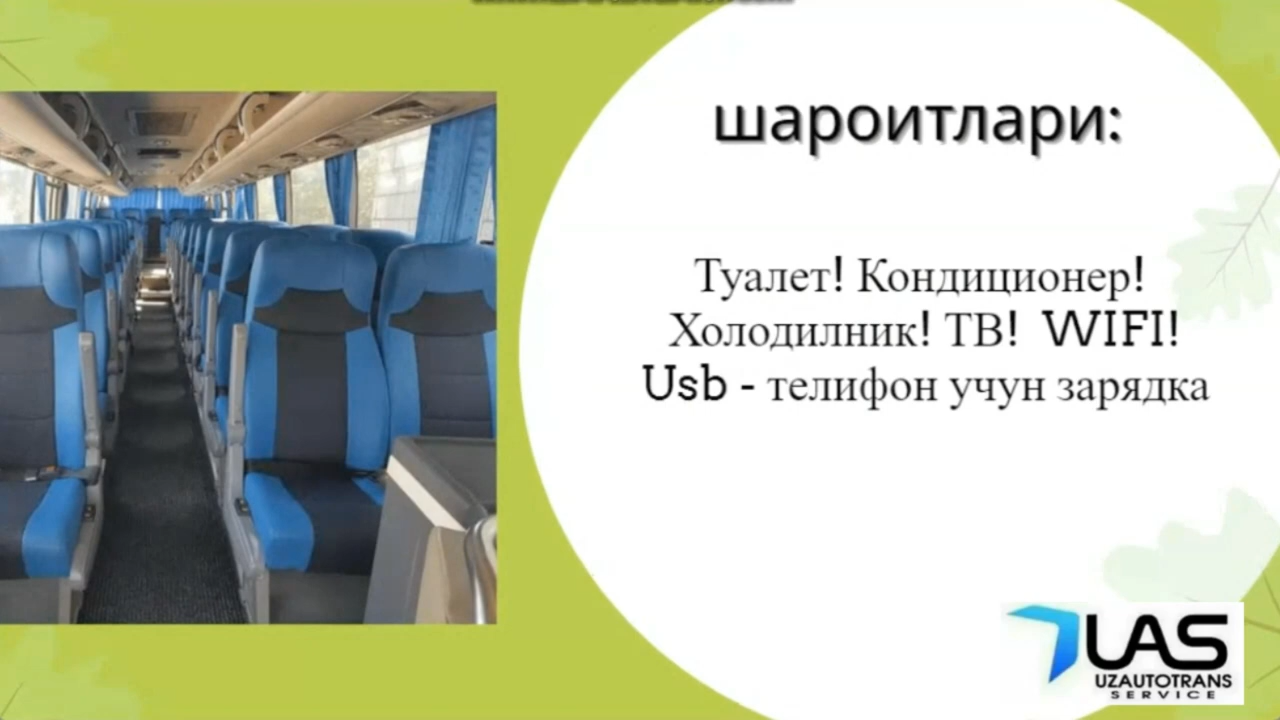 шароитлари:
Туалет! Кондиционер!
Холодилник! ТВ! WIFI!
Usb - телифон учун зарядка
UAS
UZAUTOTRANS
SERVICE